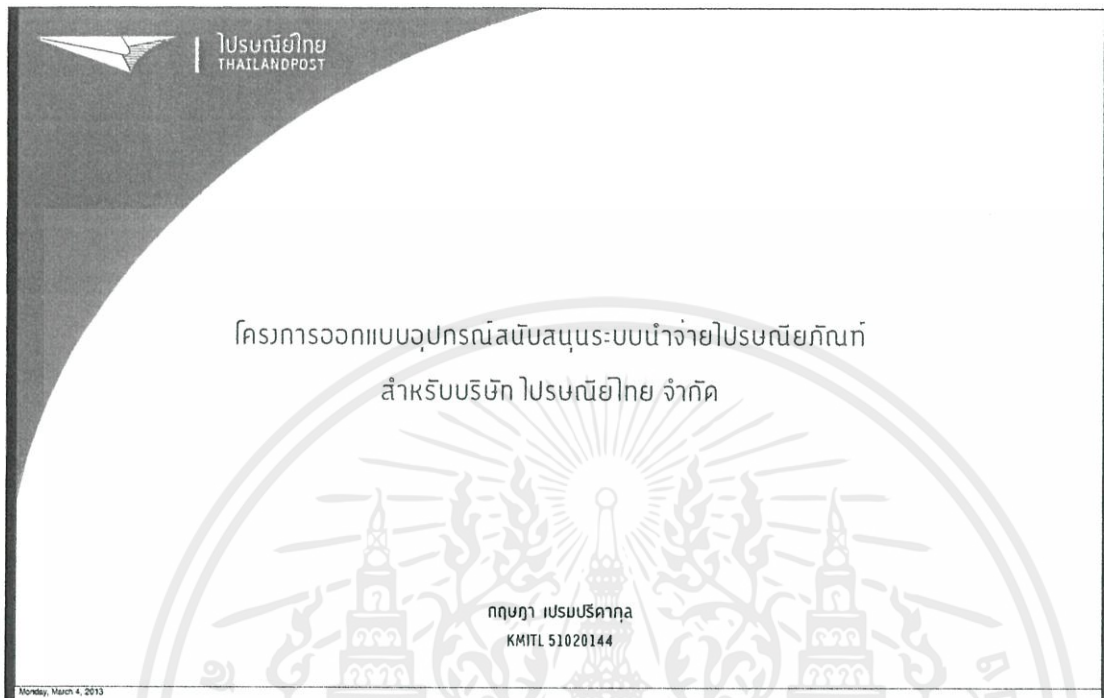 ไปรษณีย์ไทย
THAILANDPOST
โครงการออกแบบอุปกรณ์สนับสนุนระบบนำจ่ายไปรษณียภัณฑ์
สำหรับบริษัท ไปรษณีย์ไทย จำกัด
กฤษฎา เปรมปรีดากุล
KMITL 51020144
Monday, March 4, 2013